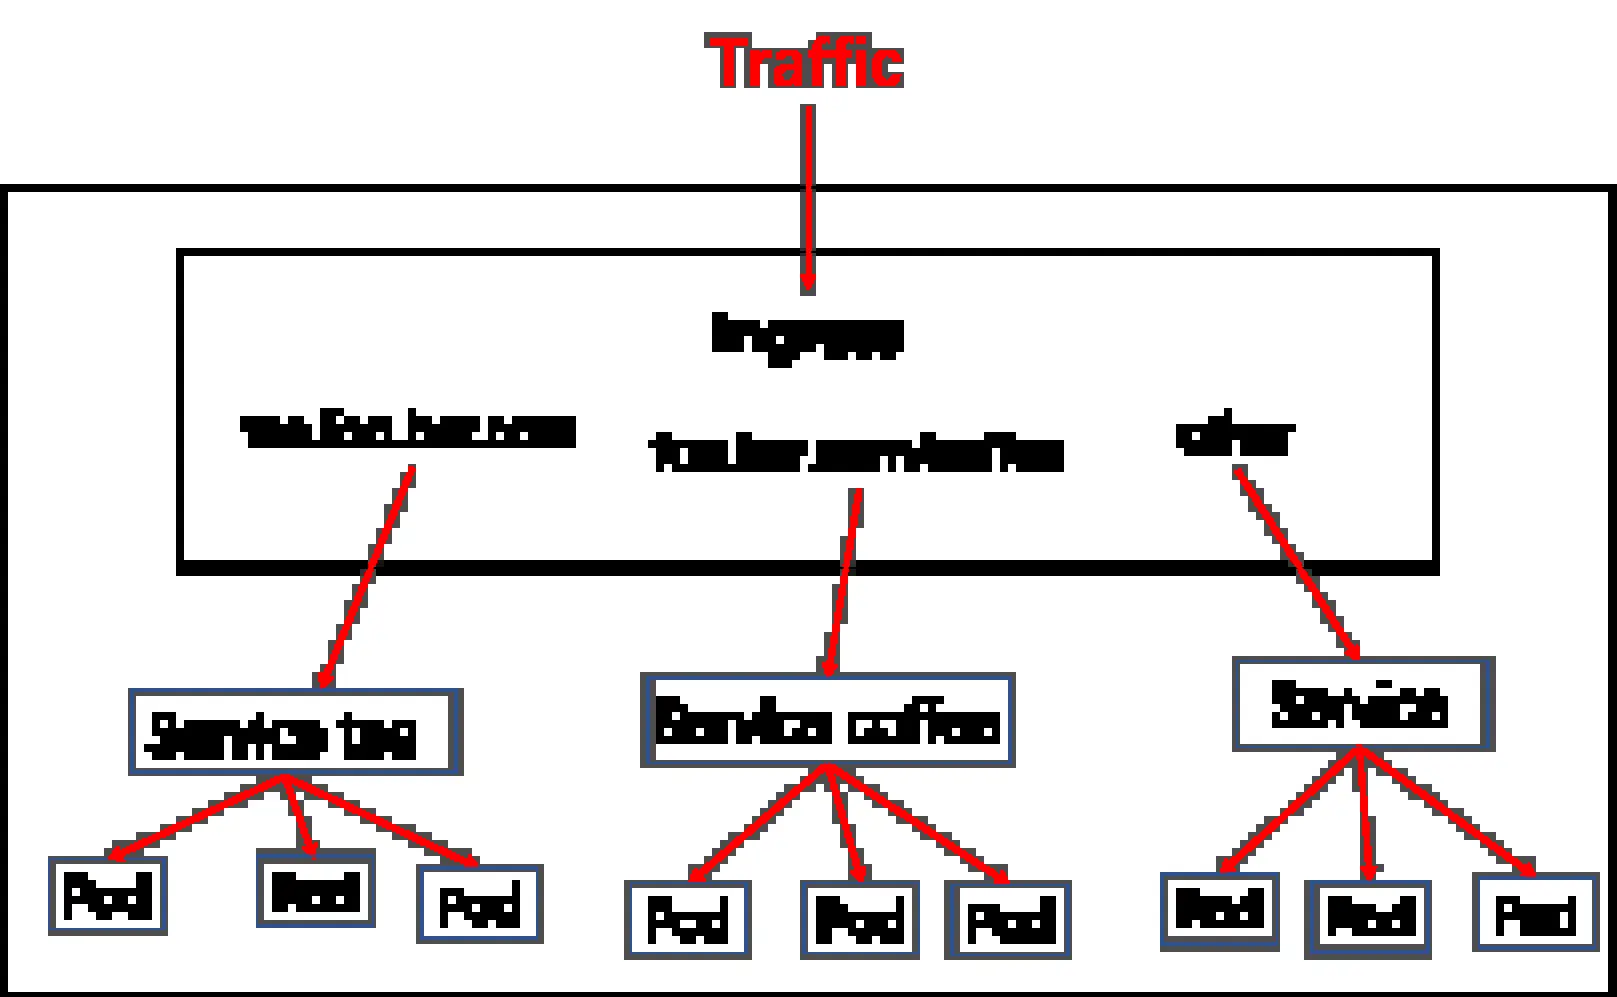 Traffic
Ingress
other
Service tea
Service coffee
Service
Pod
Pod
Pod
Pod
Pod
Pod
Pod
Pod
Pod